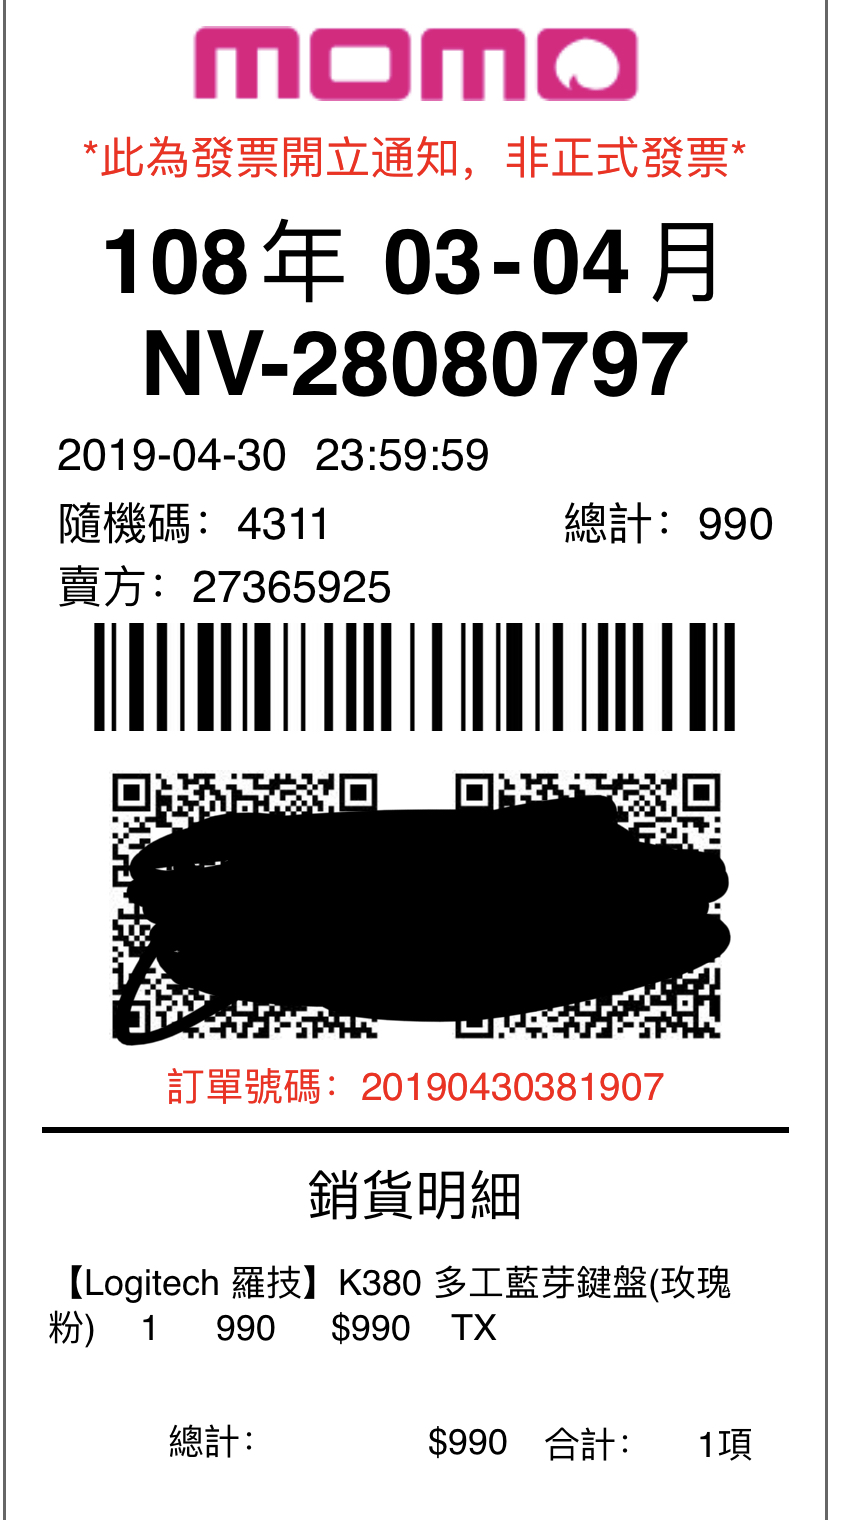 momo
*此為發票開立通知，非正式發票*
108年 03-04月
NV-28080797
2019-04-30 23:59:59
隨機碼：4311 總計：990
賣方：27365925
訂單號碼：20190430381907
銷貨明細
【Logitech 羅技】K380 多工藍芽鍵盤(玫瑰
粉) 1 990 $990 TX
總計： $990 合計： 1項